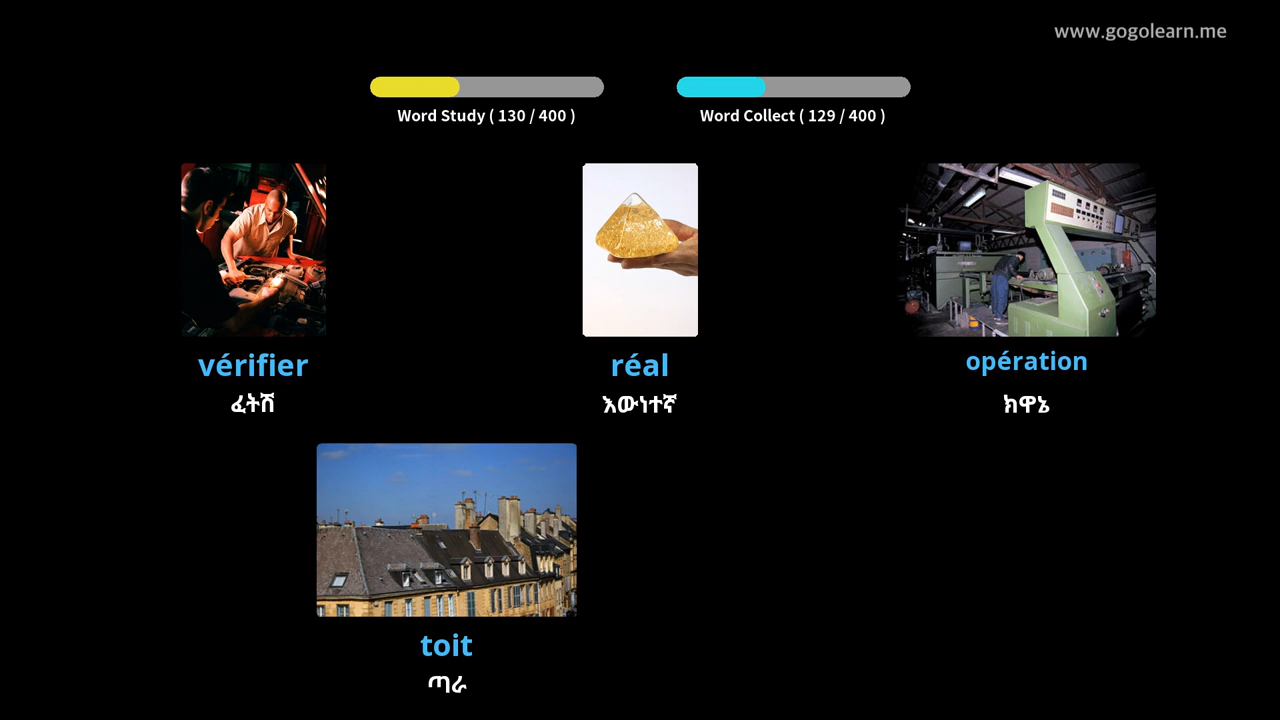 www.gogolearn.me
Word Study ( 130 / 400 )
Word Collect ( 129 / 400 )
vérifier
ፈትሽ
réal
እውነተኛ
opération
ክዋኔ
toit
ጣራ